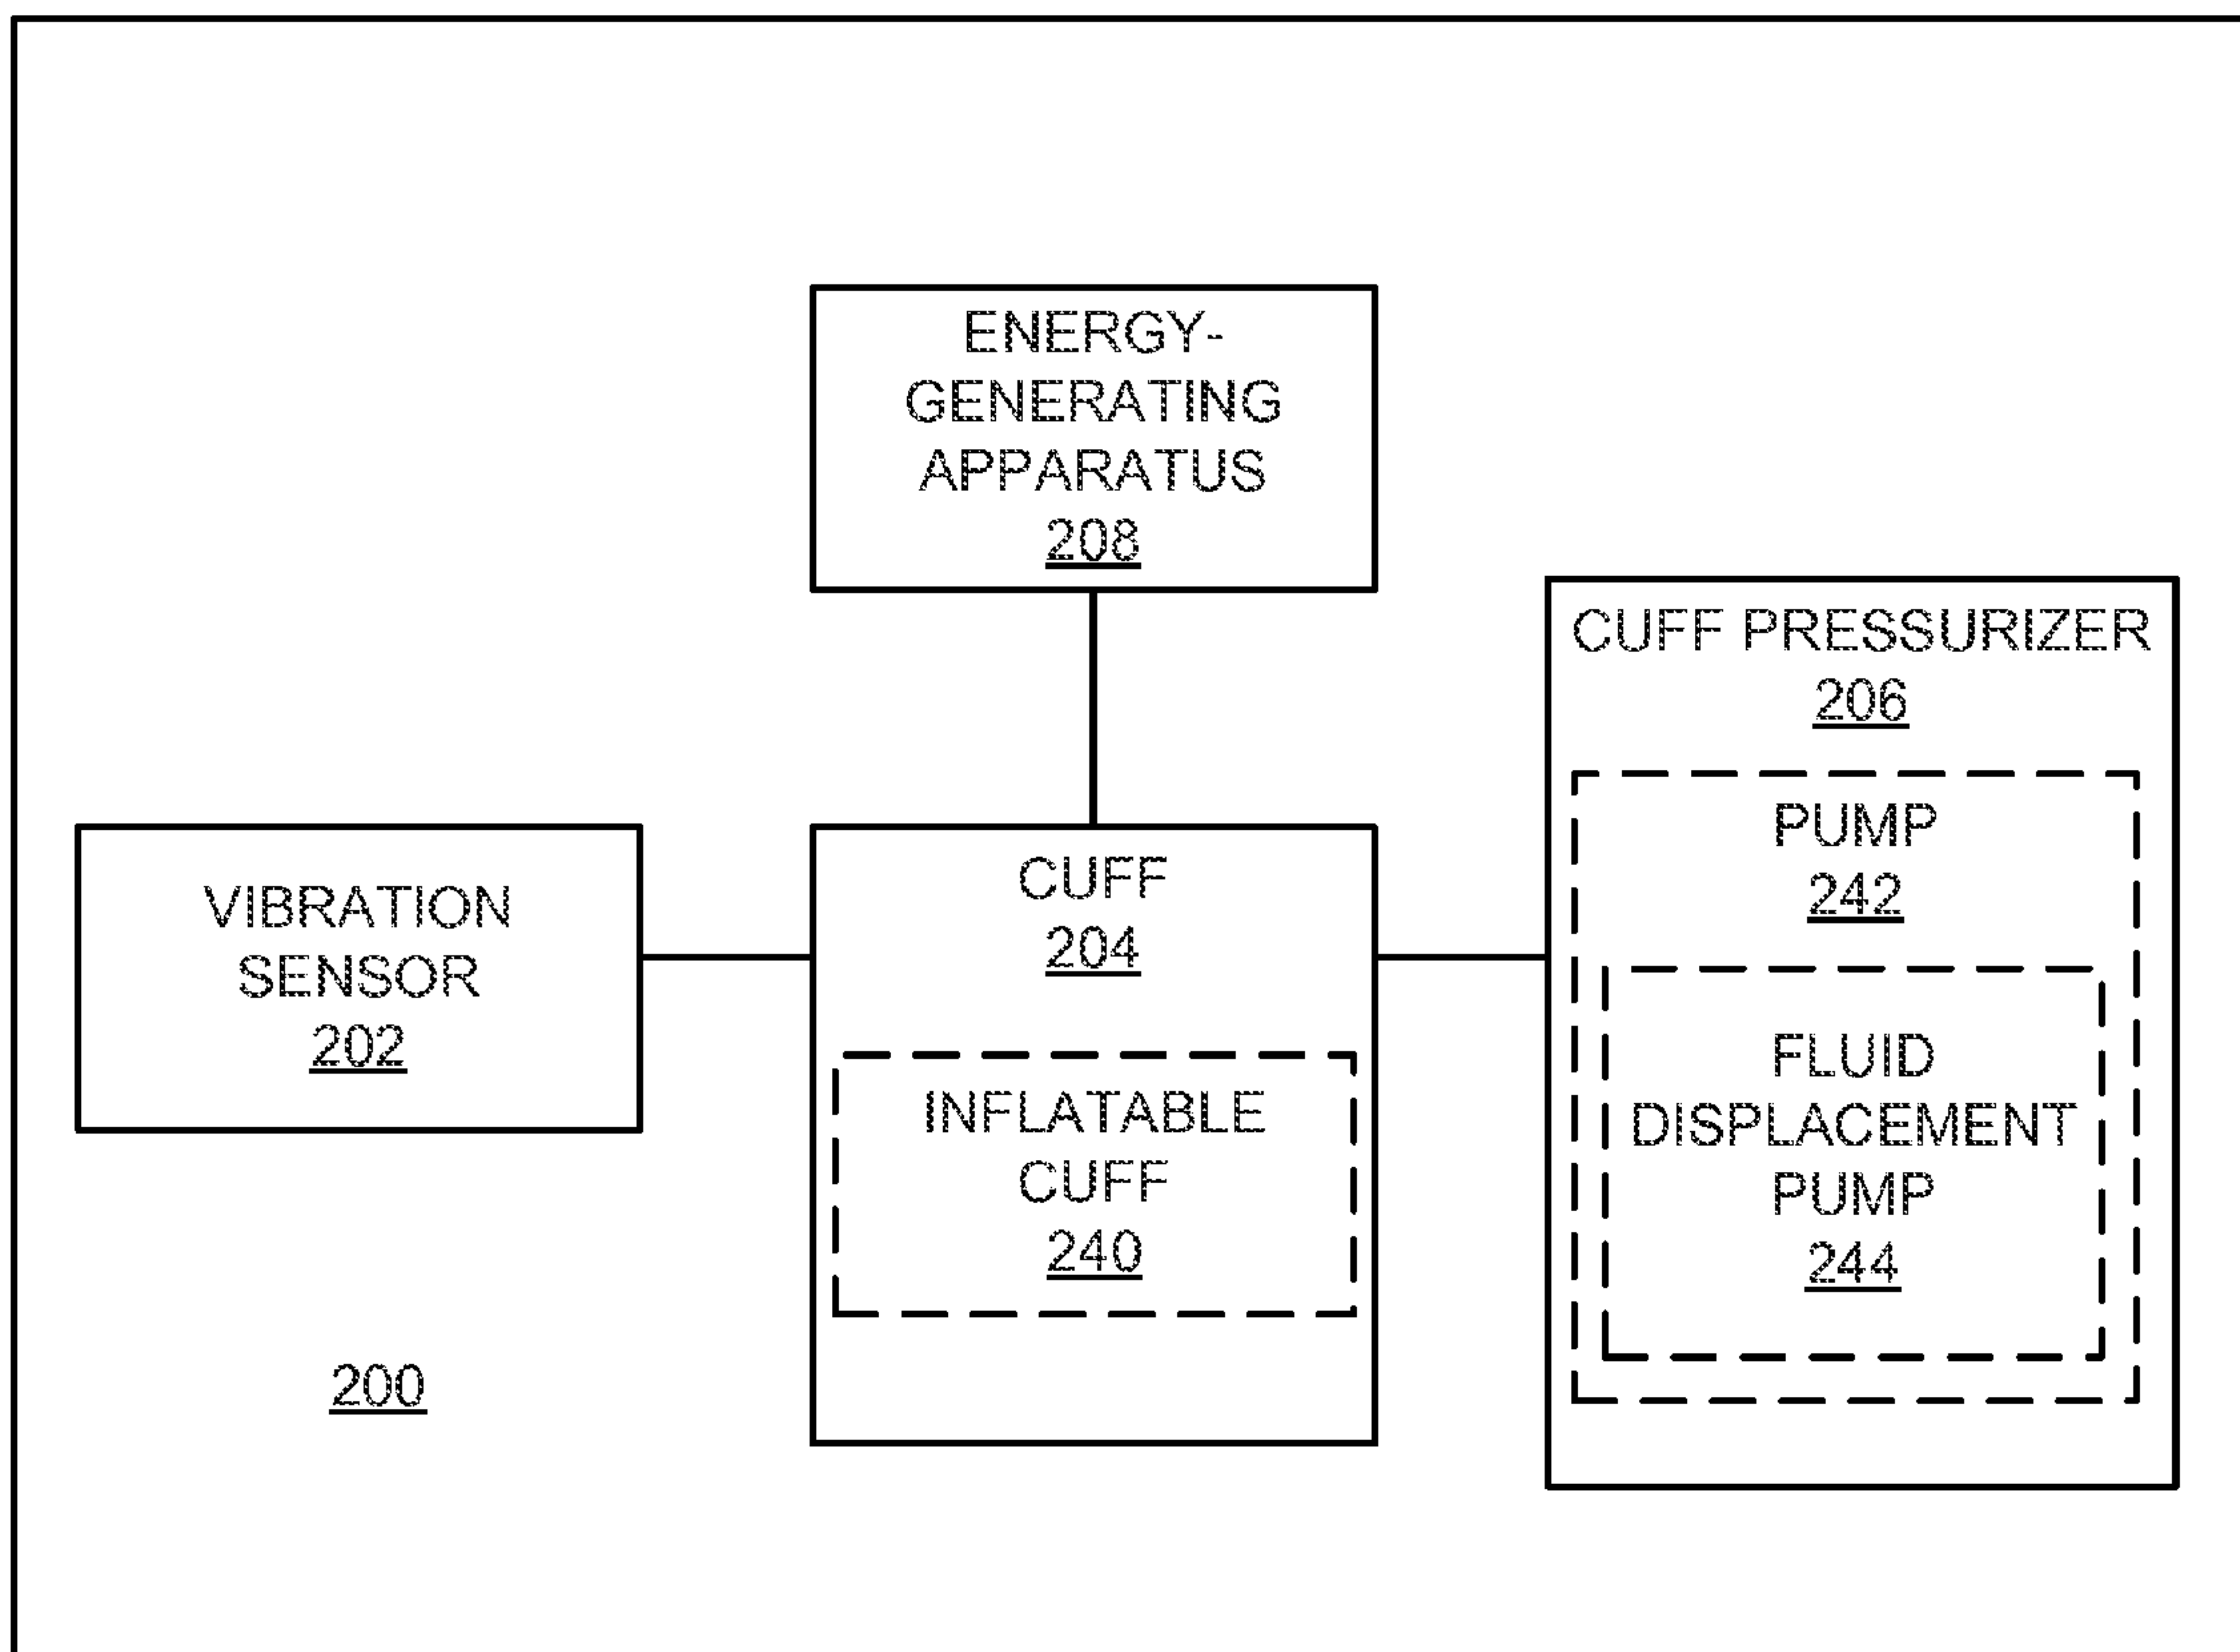 ENERGY-
GENERATING
APPARATUS
208
CUFF PRESSURIZER
206
PUMP
242
FLUID
DISPLACEMENT
PUMP
244
CUFF
204
INFLATABLE
CUFF
240
VIBRATION
SENSOR
202
200